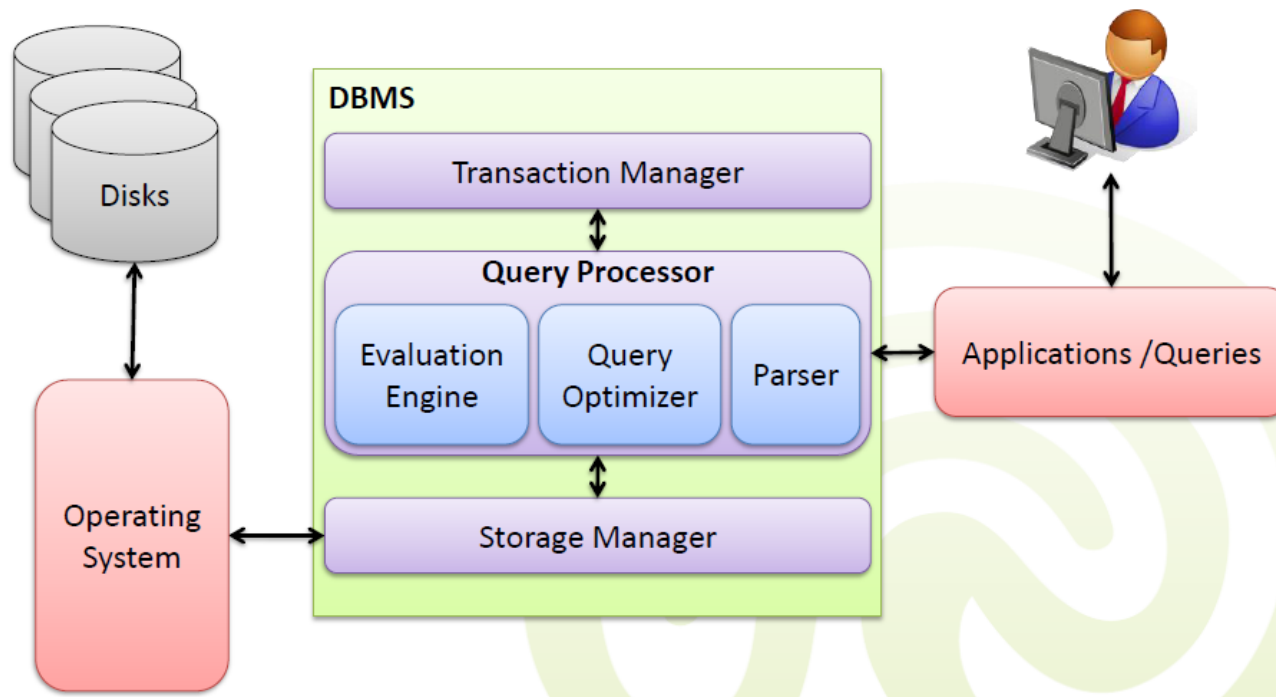 Disks
DBMS
Transaction Manager
Query Processor
Evaluation
Engine
Query
Optimizer
Parser
Applications /Queries
Operating
System
Storage Manager